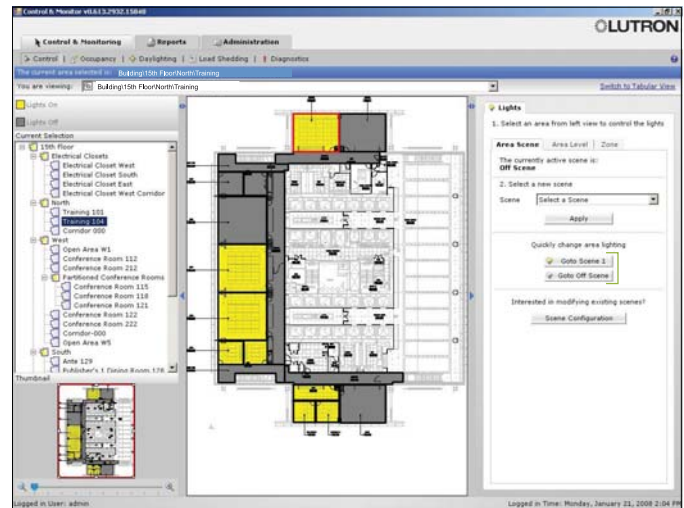 Control & Monitor v0.613.2932.15840
LUTRON
Control & Monitoring
Reports
Administration
Control | Occupancy | Daylighting | Load Shedding | Diagnostics
The current area selected is: Building\15th Floor\North\Training
You are viewing: Building\15th Floor\North\Training
Switch to Tabular View
Lights On
Lights Off
Current Selection
15th Floor
Electrical Closets
Electrical Closet West
Electrical Closet South
Electrical Closet East
Electrical Closet West Corridor
North
Training 101
Training 104
Corridor 000
West
Open Area W1
Conference Room 112
Conference Room 212
Partitioned Conference Rooms
Conference Room 115
Conference Room 118
Conference Room 121
Conference Room 122
Conference Room 222
Corridor-000
Open Area W5
South
Ante 129
Publisher's 1 Dining Room 128
Thumbnail
Lights
1. Select an area from left view to control the lights
Area Scene | Area Level | Zone
The currently active scene is:
Off Scene
2. Select a new scene
Scene Select a Scene
Apply
Quickly change area lighting
Goto Scene 1
Goto Off Scene
Interested in modifying existing scenes?
Scene Configuration
Logged in User: admin
Logged in Time: Monday, January 21, 2008 2:04 PM